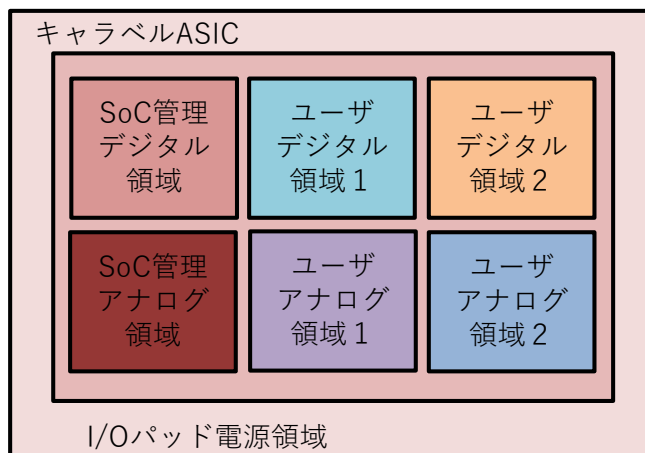 キャラベルASIC
SoC管理
デジタル
領域
ユーザ
デジタル
領域１
ユーザ
デジタル
領域２
SoC管理
アナログ
領域
ユーザ
アナログ
領域１
ユーザ
アナログ
領域２
I/Oパッド電源領域